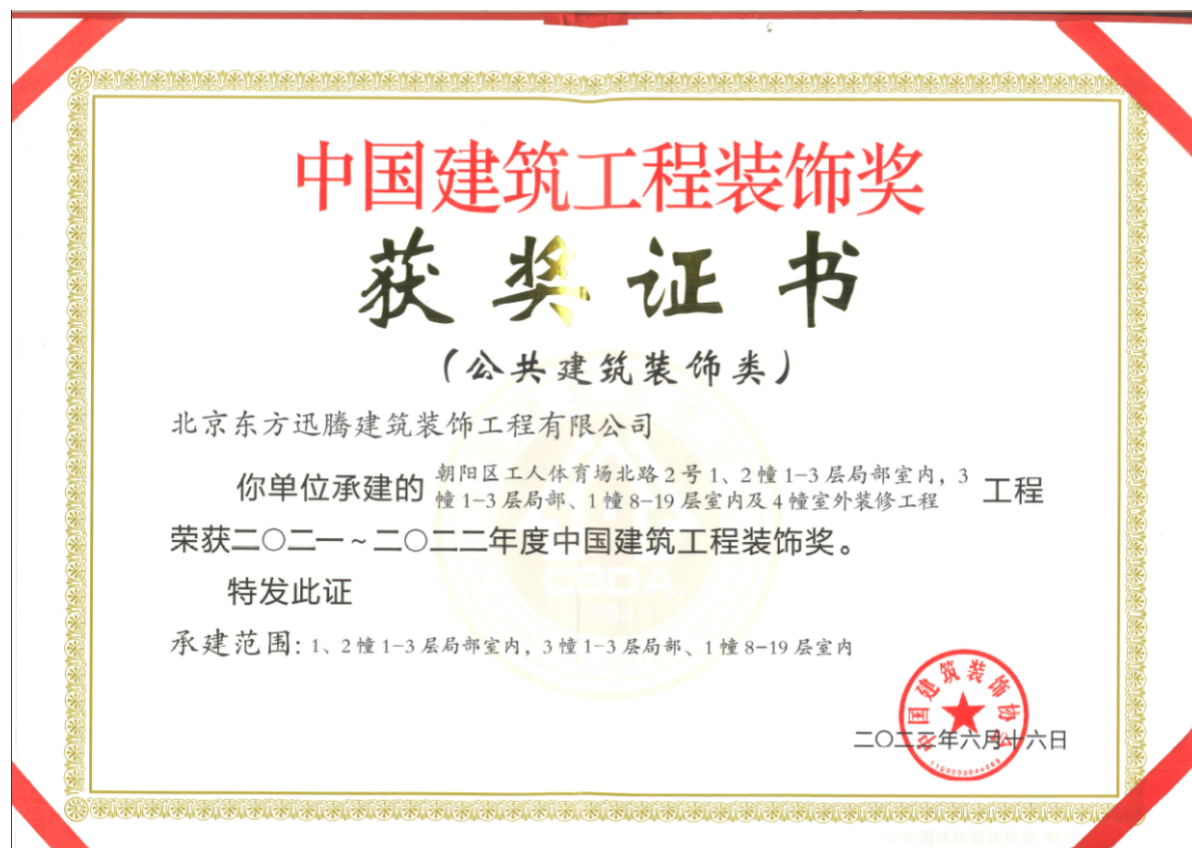 中国建筑工程装饰奖
获奖证书
（公共建筑装饰类）
北京东方迅腾建筑装饰工程有限公司
你单位承建的 朝阳区工人体育场北路2号1、2幢1-3层局部室内，3
幢1-3层局部、1幢8-19层室内及4幢室外装修工程 工程
荣获二〇二一～二〇二二年度中国建筑工程装饰奖。
特发此证
CBDA
承建范围：1、2幢1-3层局部室内，3幢1-3层局部、1幢8-19层室内
中国建筑装饰协会
二〇二三年六月十六日